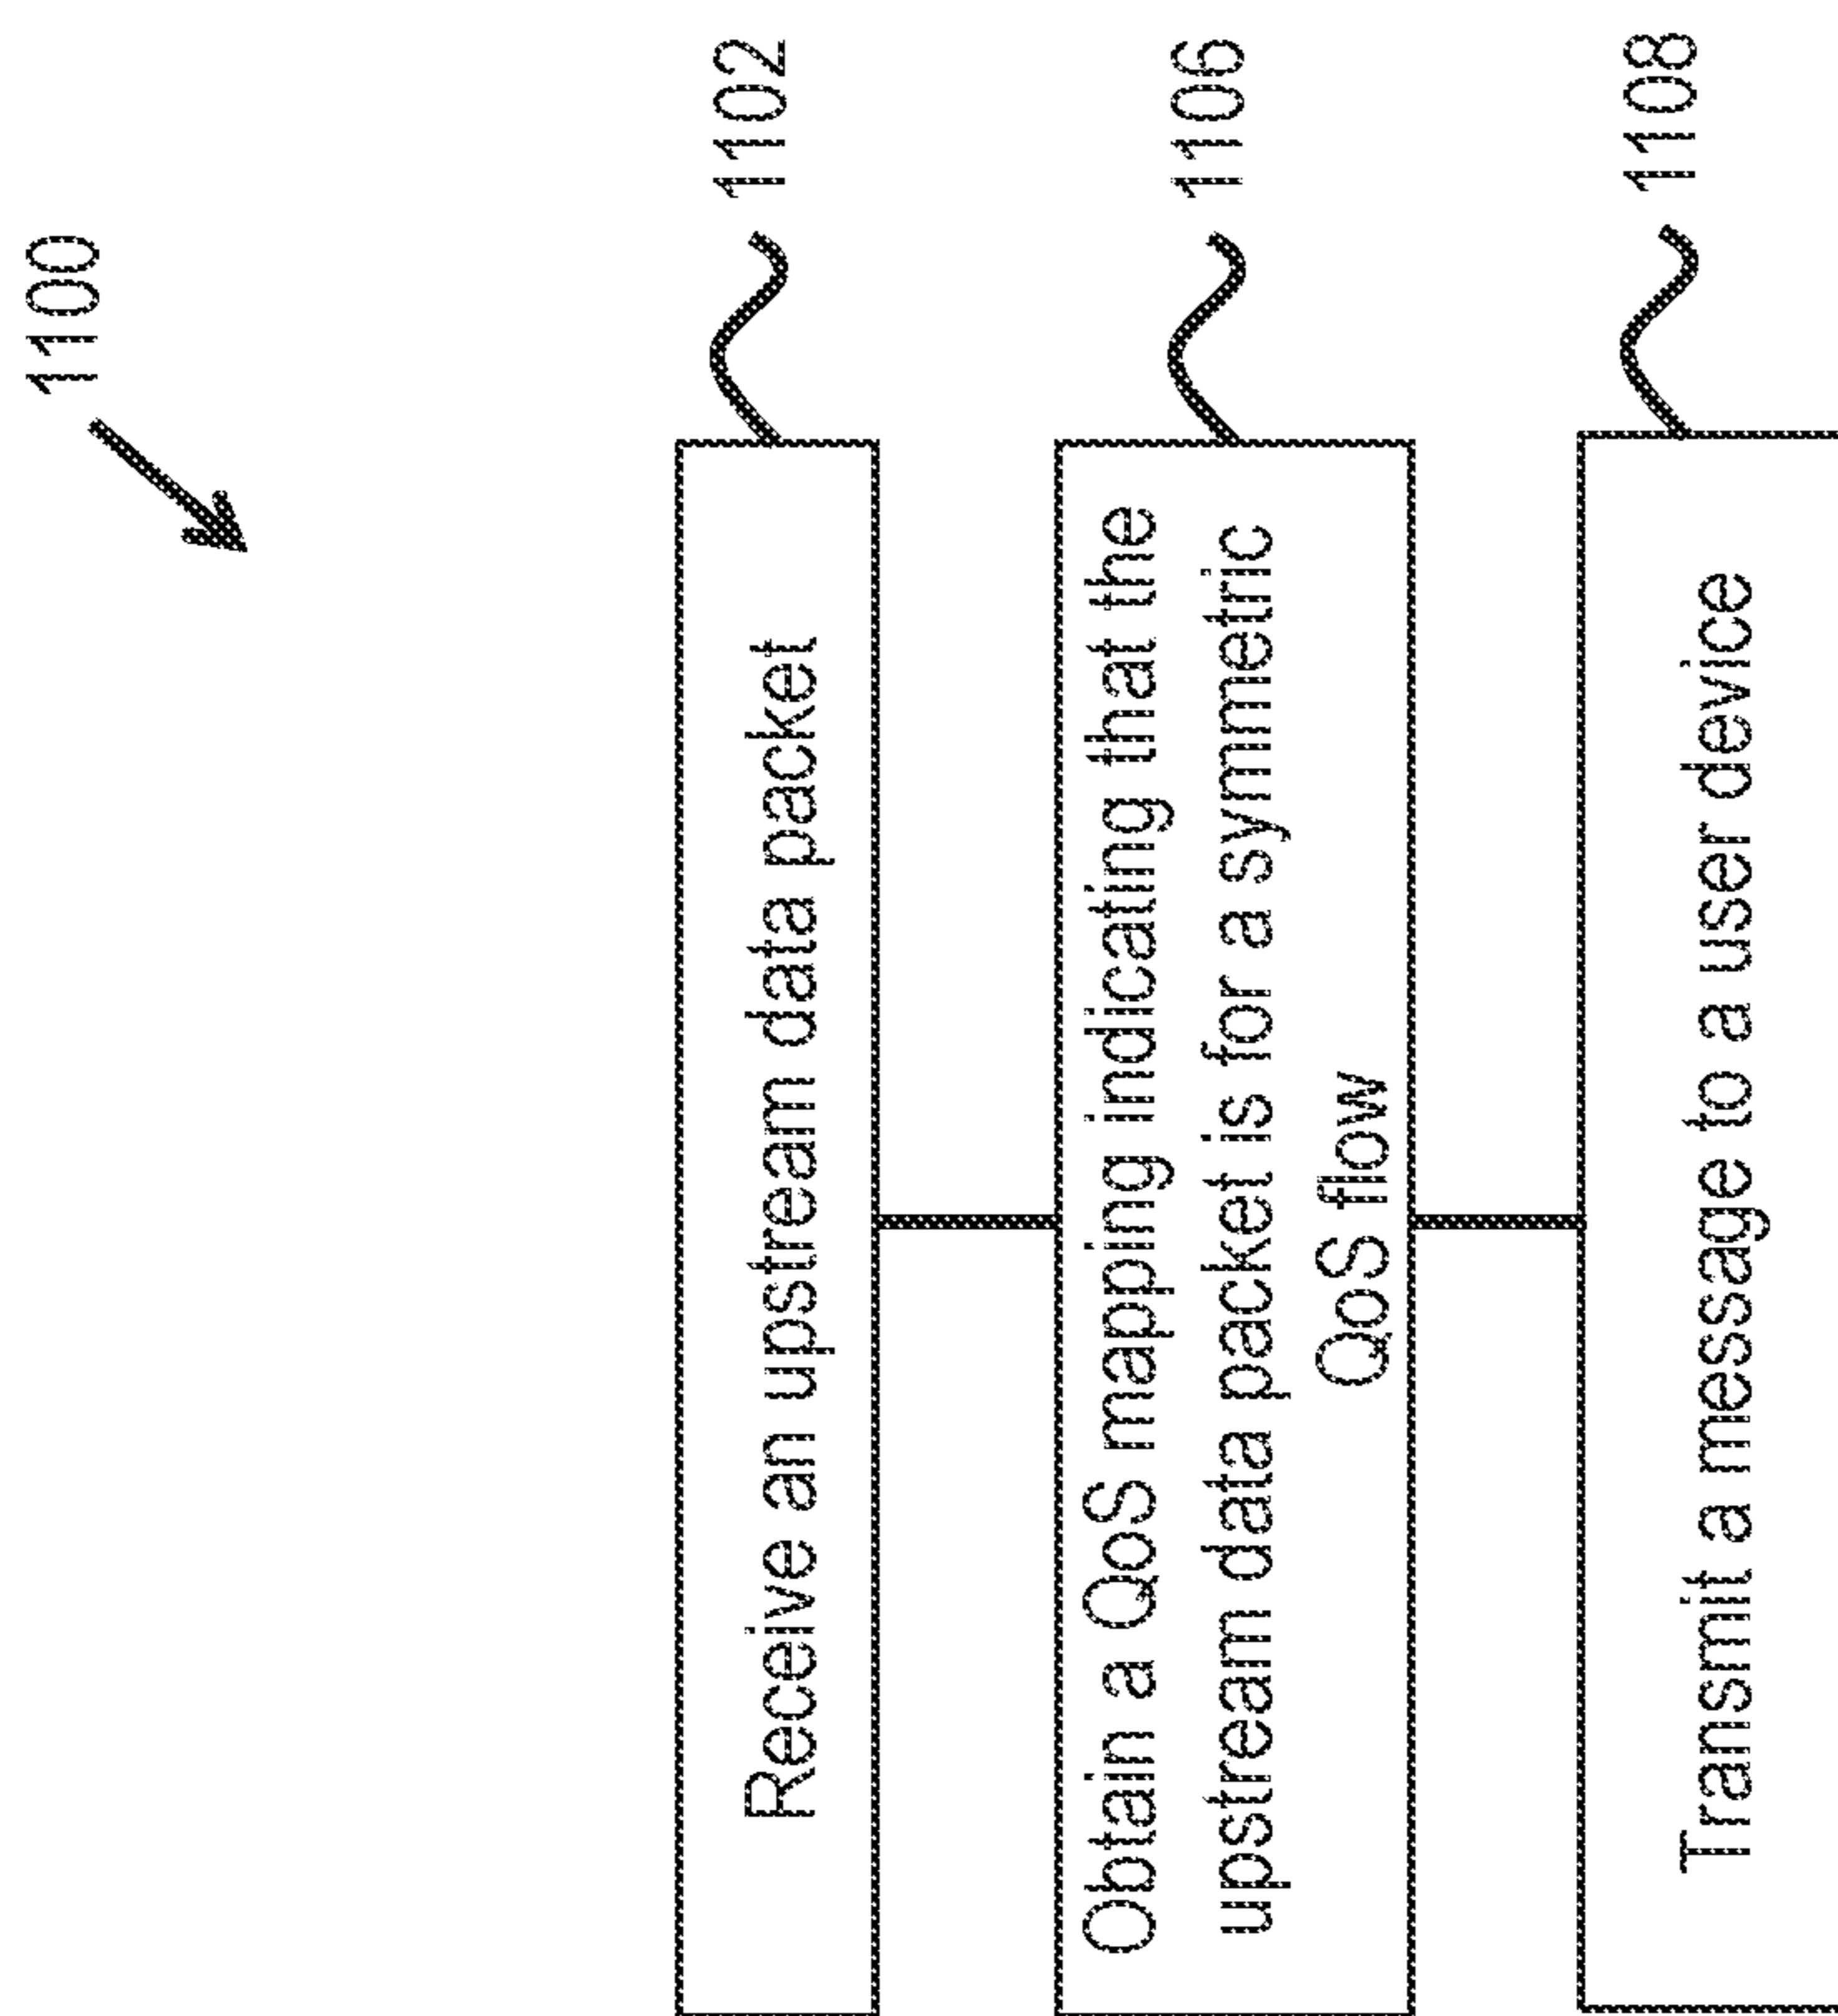 1100
Receive an upstream data packet
1102
Obtain a QoS mapping indicating that the
upstream data packet is for a symmetric
QoS flow
1106
Transmit a message to a user device
1108